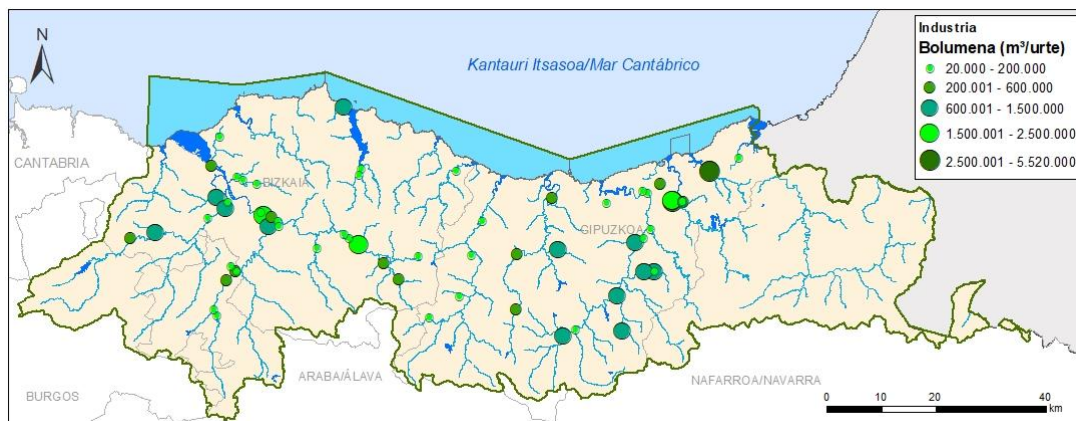 N
Kantauri Itsasoa/Mar Cantábrico
Industria
Bolumena (m³/urte)
20.000 - 200.000
200.001 - 600.000
600.001 - 1.500.000
1.500.001 - 2.500.000
2.500.001 - 5.520.000
CANTABRIA
BIZKAIA
GIPUZKOA
ARABA/ÁLAVA
NAFARROA/NAVARRA
BURGOS
0 10 20 40
km